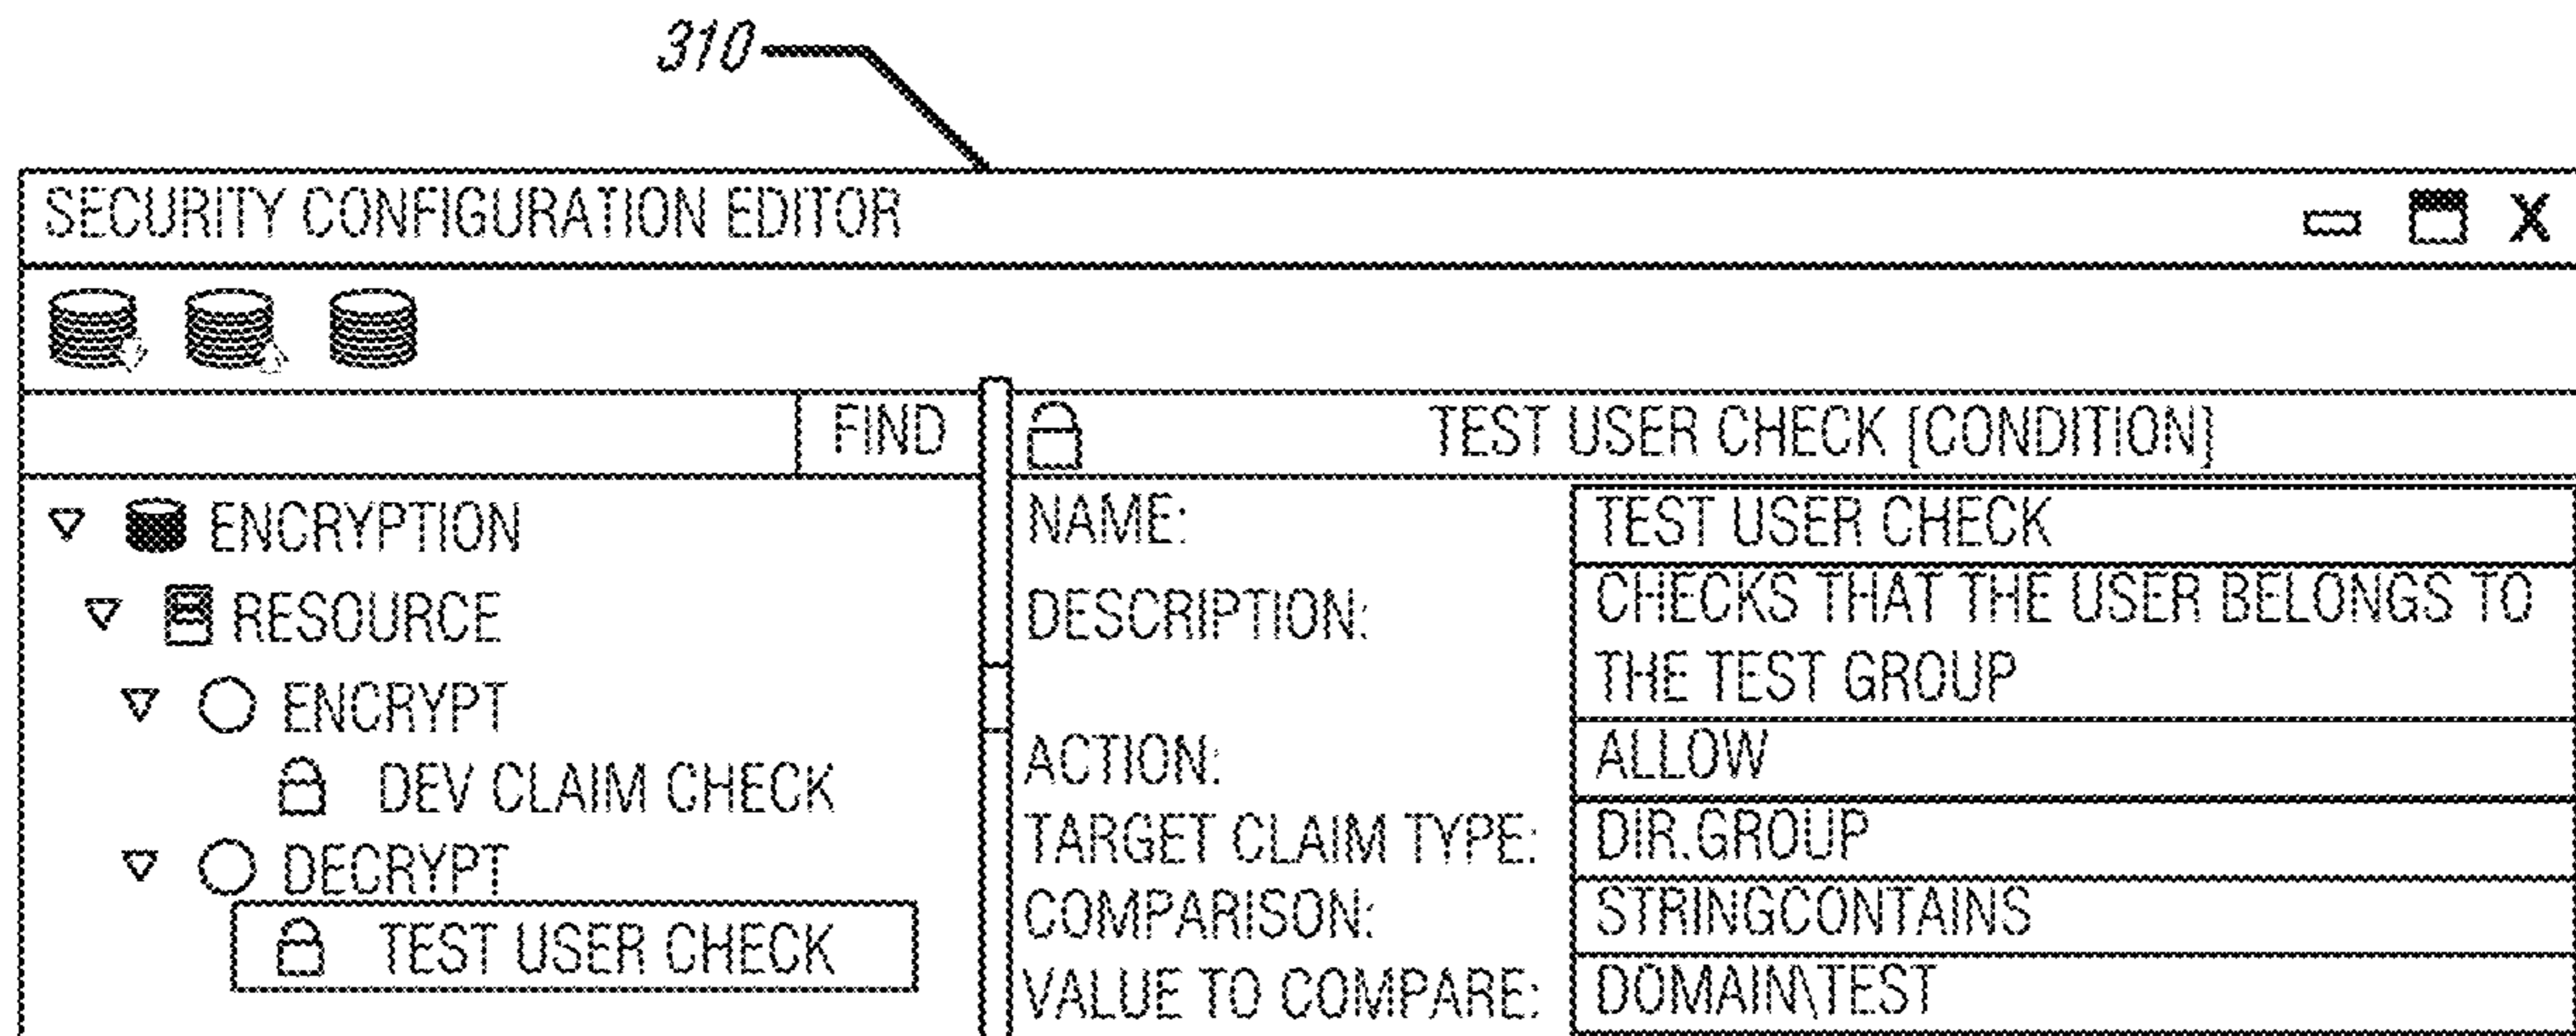 310
SECURITY CONFIGURATION EDITOR
X
FIND
TEST USER CHECK [CONDITION]
ENCRYPTION
RESOURCE
ENCRYPT
DEV CLAIM CHECK
DECRYPT
TEST USER CHECK
NAME: TEST USER CHECK
DESCRIPTION: CHECKS THAT THE USER BELONGS TO
THE TEST GROUP
ACTION: ALLOW
TARGET CLAIM TYPE: DIR.GROUP
COMPARISON: STRINGCONTAINS
VALUE TO COMPARE: DOMAIN\TEST